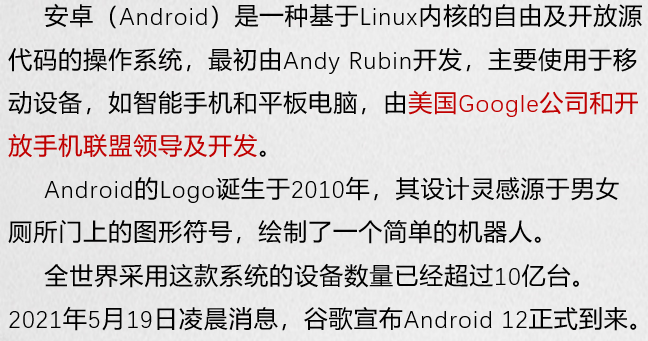 安卓（Android）是一种基于Linux内核的自由及开放源
代码的操作系统，最初由Andy Rubin开发，主要使用于移
动设备，如智能手机和平板电脑，由美国Google公司和开
放手机联盟领导及开发。
Android的Logo诞生于2010年，其设计灵感源于男女
厕所门上的图形符号，绘制了一个简单的机器人。
全世界采用这款系统的设备数量已经超过10亿台。
2021年5月19日凌晨消息，谷歌宣布Android 12正式到来。